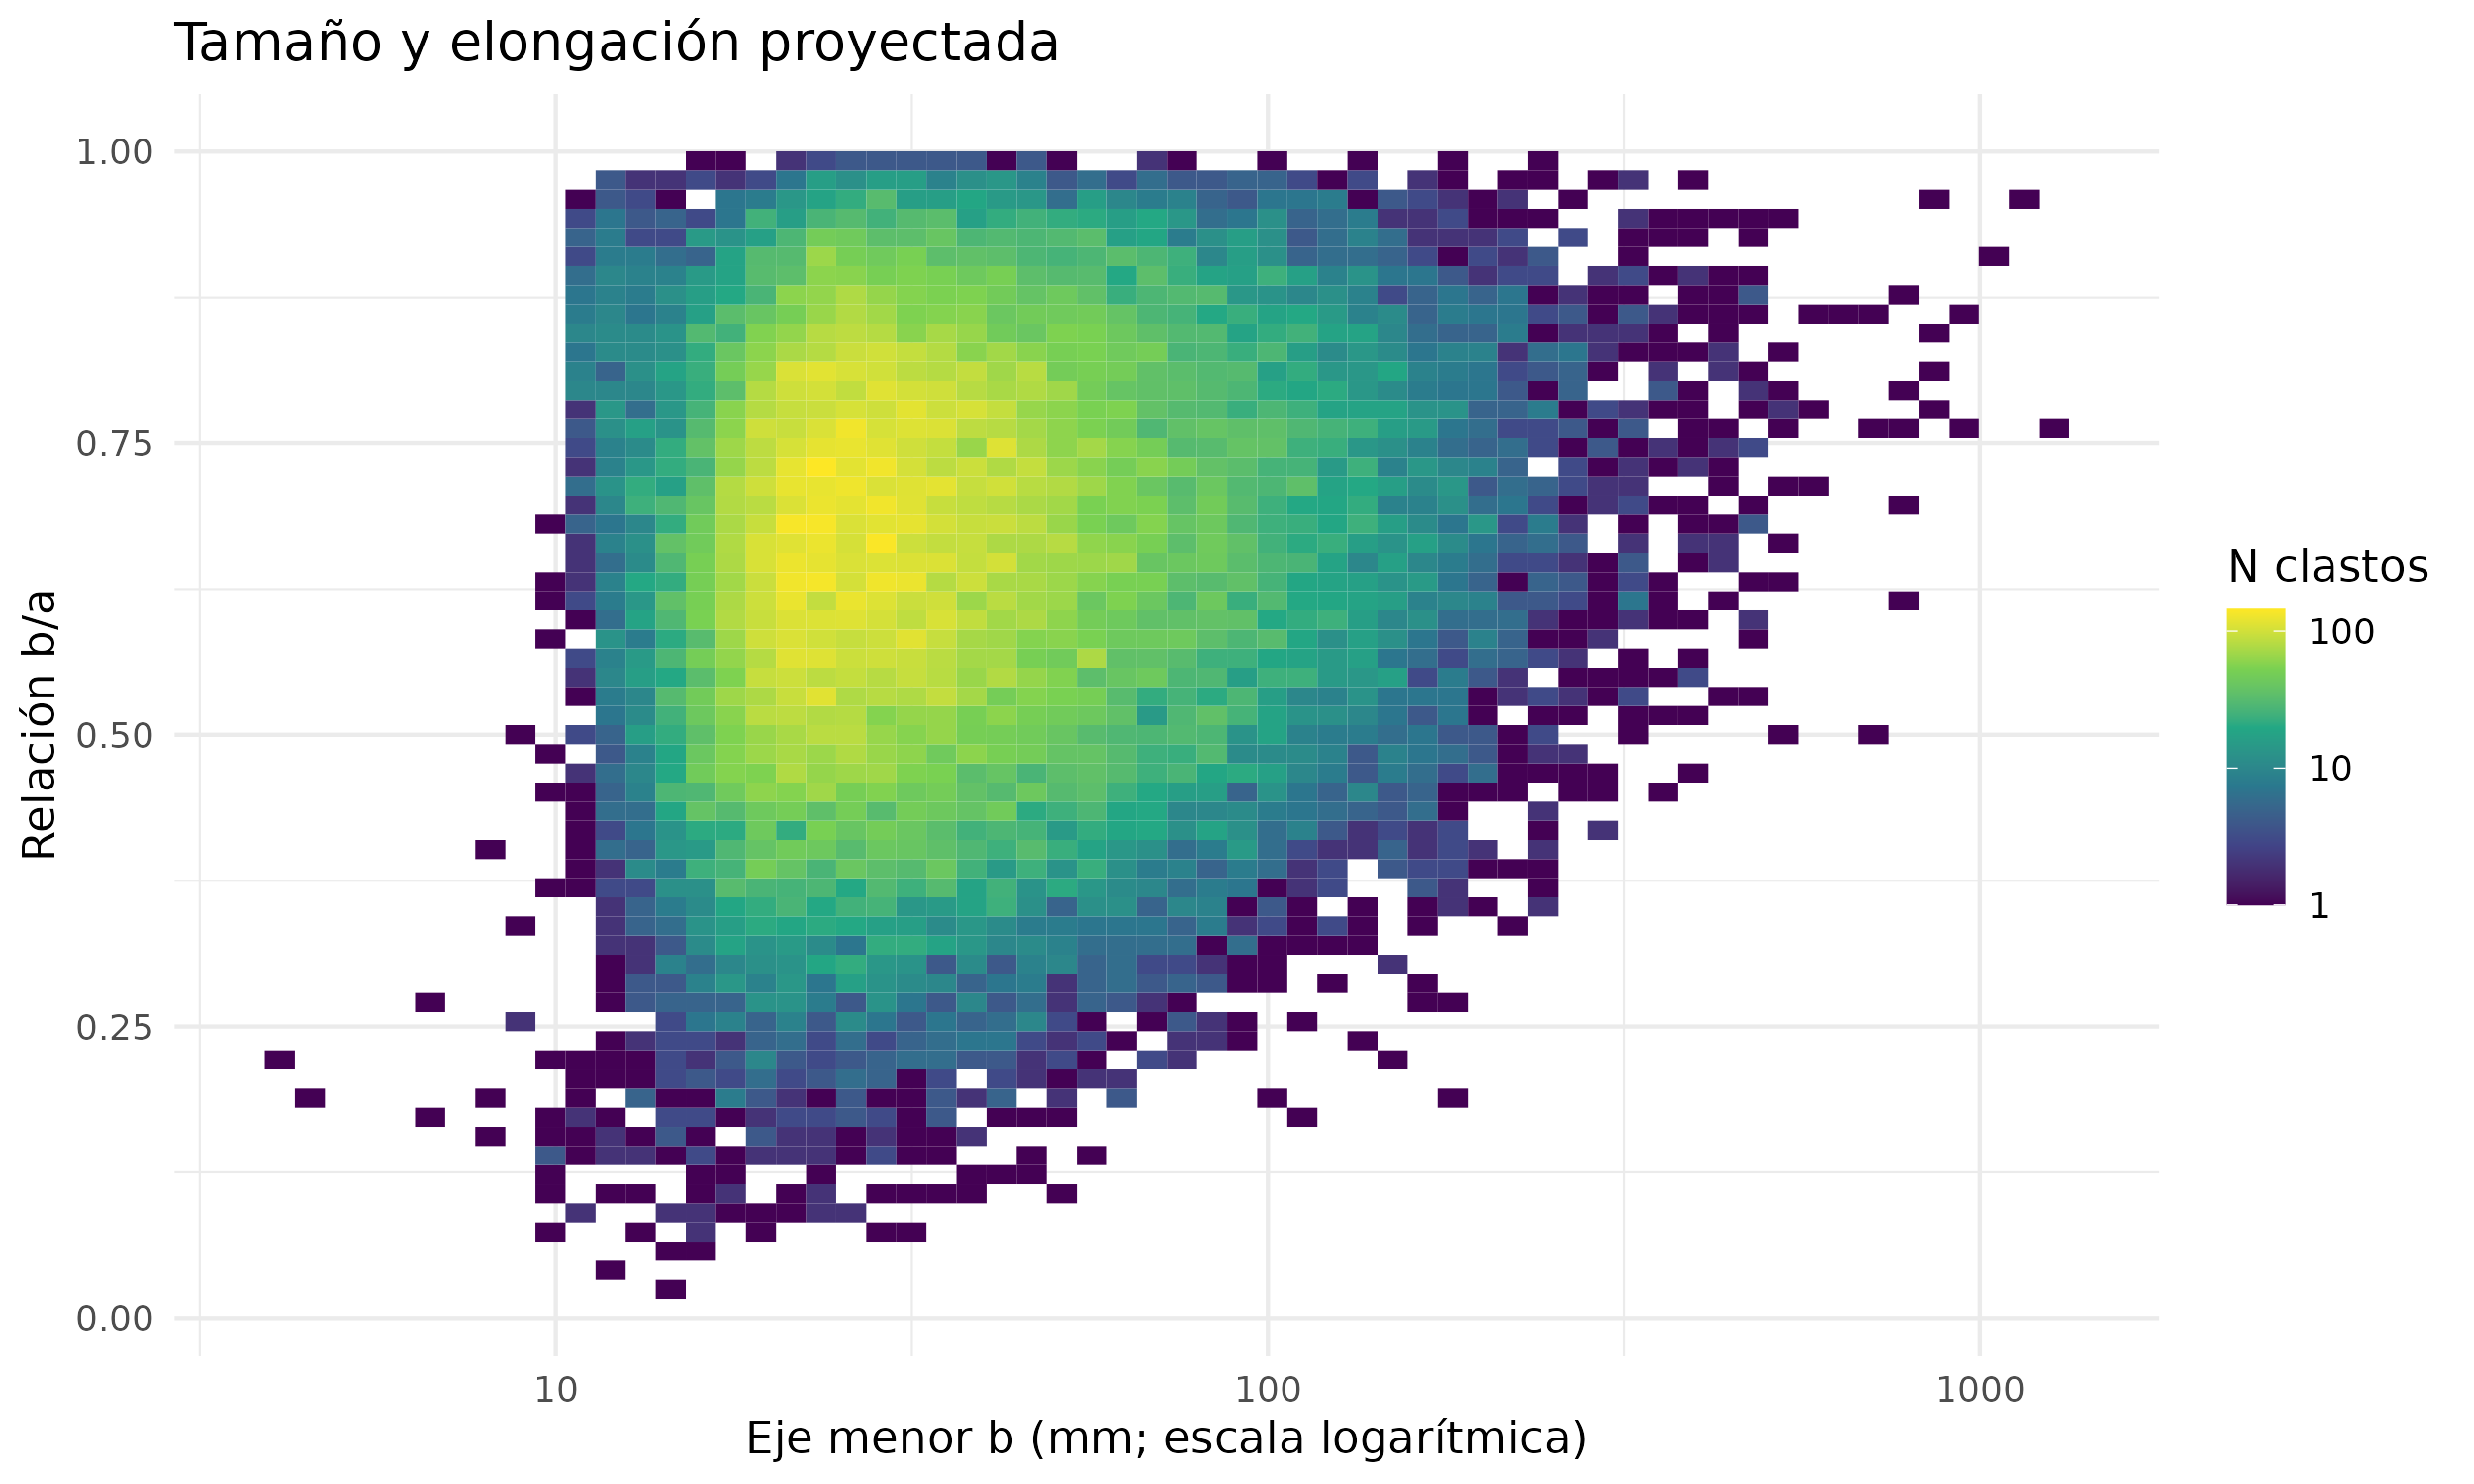 Tamaño y elongación proyectada
1.00
0.75
0.50
0.25
0.00
Relación b/a
10
100
1000
Eje menor b (mm; escala logarítmica)
N clastos
100
10
1